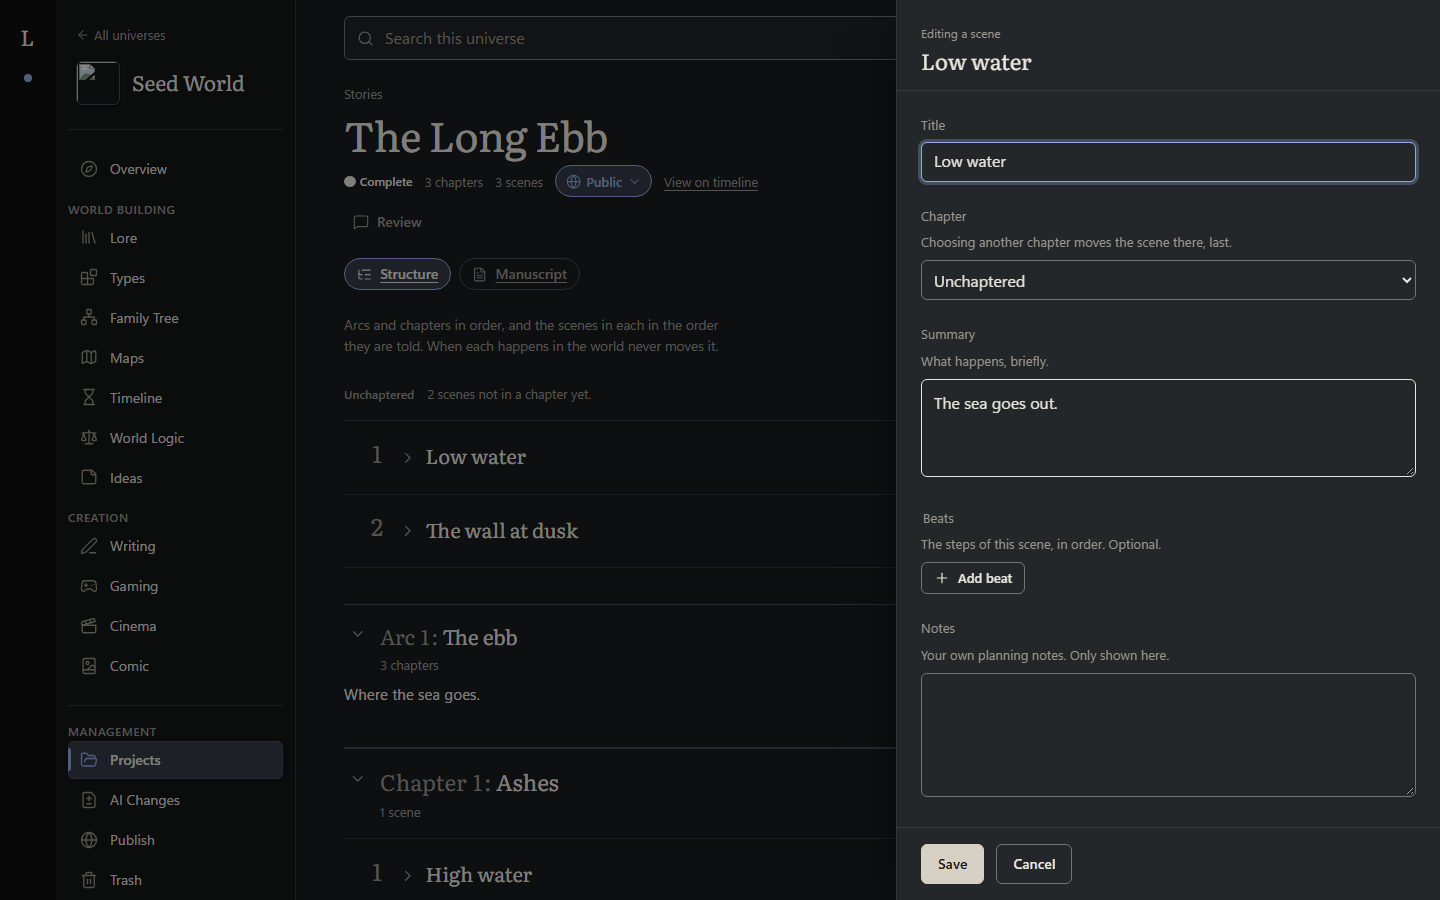 L
All universes
Seed World
Overview
WORLD BUILDING
Lore
Types
Family Tree
Maps
Timeline
World Logic
Ideas
CREATION
Writing
Gaming
Cinema
Comic
MANAGEMENT
Projects
AI Changes
Publish
Trash
Search this universe
Stories
The Long Ebb
Complete 3 chapters 3 scenes Public View on timeline
Review
Structure Manuscript
Arcs and chapters in order, and the scenes in each in the order
they are told. When each happens in the world never moves it.
Unchaptered 2 scenes not in a chapter yet.
1 Low water
2 The wall at dusk
Arc 1: The ebb
3 chapters
Where the sea goes.
Chapter 1: Ashes
1 scene
1 High water
Editing a scene
Low water
Title
Low water
Chapter
Choosing another chapter moves the scene there, last.
Unchaptered
Summary
What happens, briefly.
The sea goes out.
Beats
The steps of this scene, in order. Optional.
Add beat
Notes
Your own planning notes. Only shown here.
Save Cancel